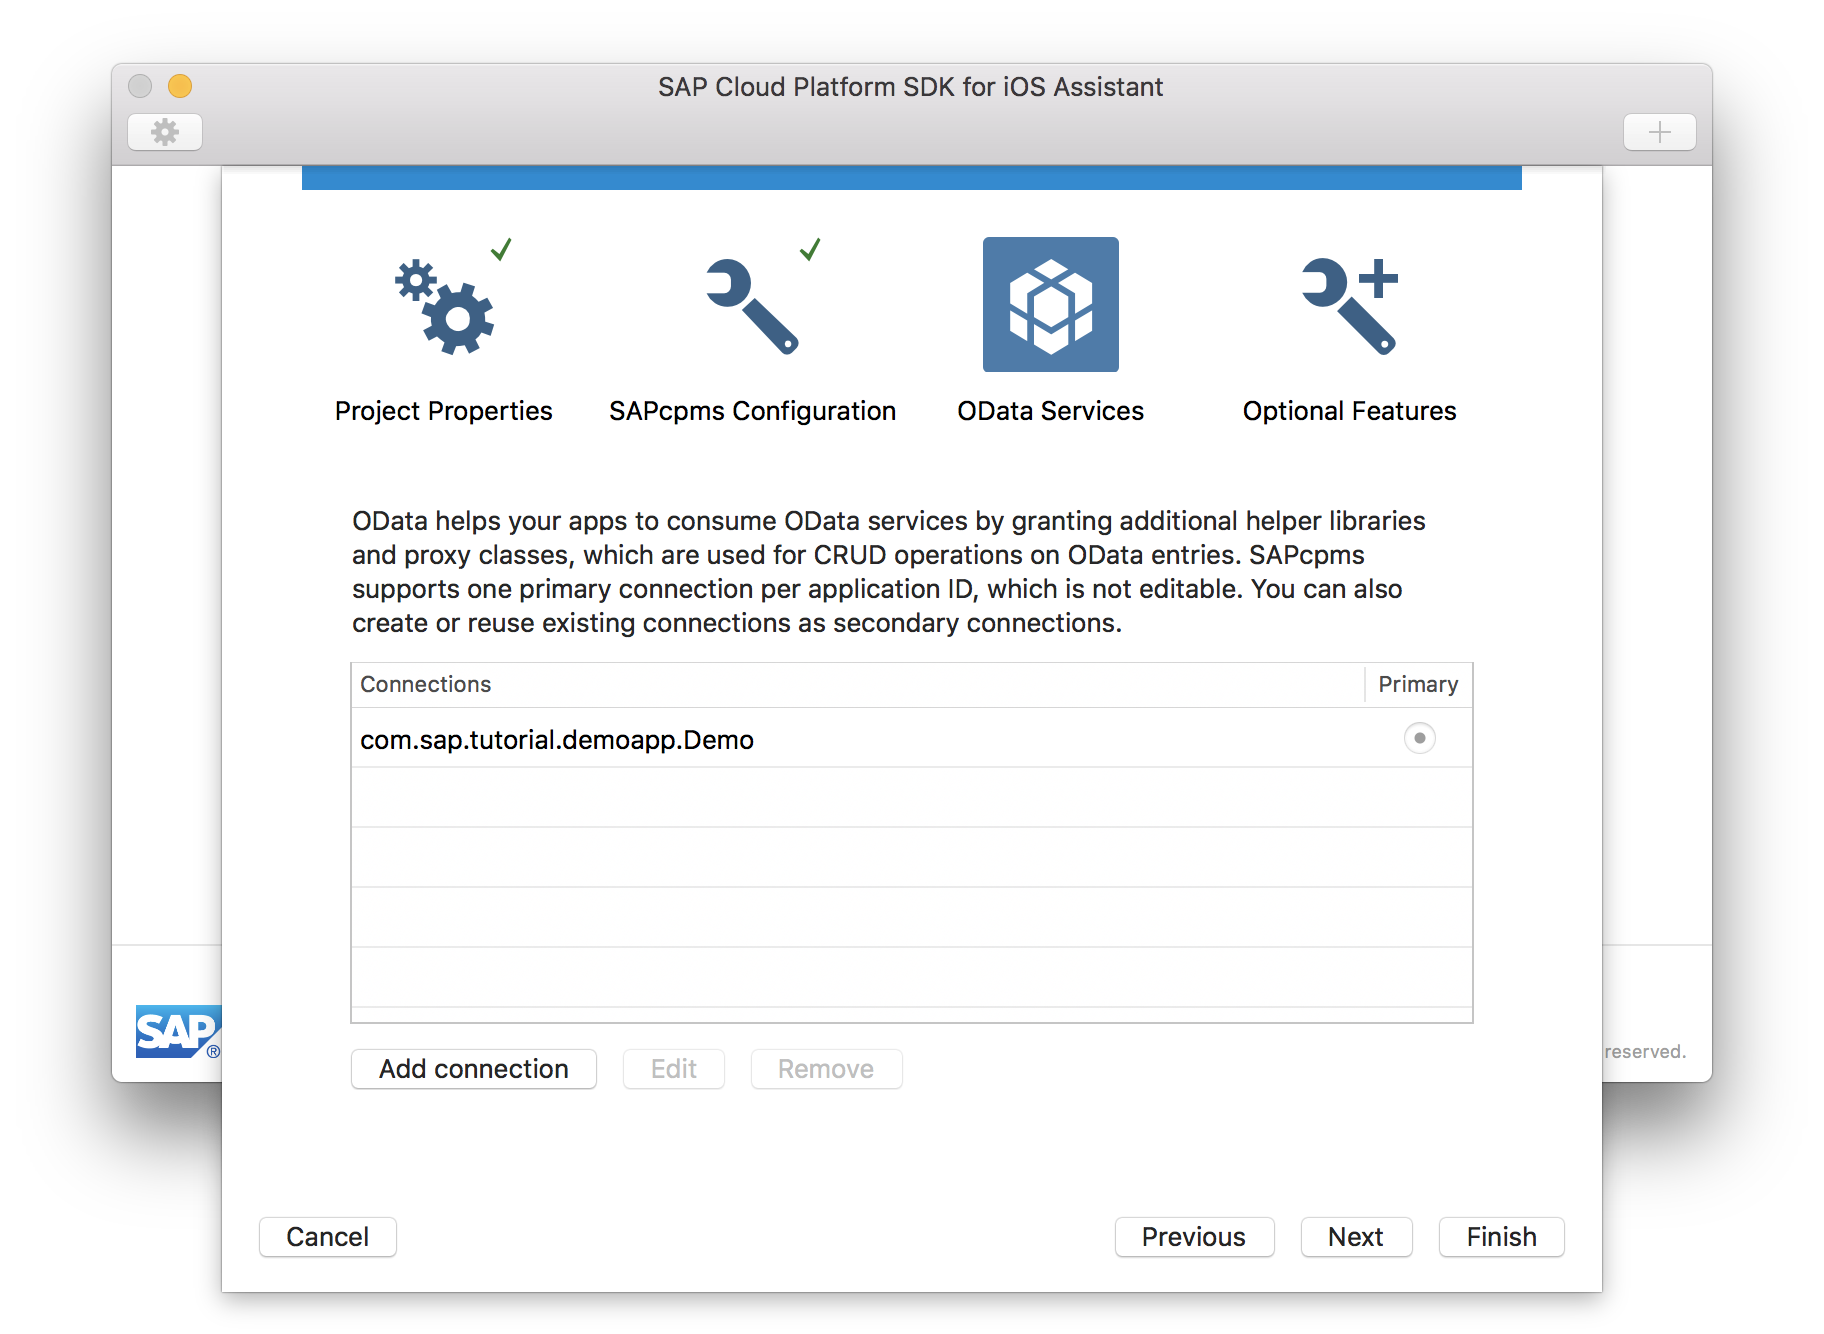 SAP Cloud Platform SDK for iOS Assistant
Project Properties
SAPcpms Configuration
OData Services
Optional Features
OData helps your apps to consume OData services by granting additional helper libraries
and proxy classes, which are used for CRUD operations on OData entries. SAPcpms
supports one primary connection per application ID, which is not editable. You can also
create or reuse existing connections as secondary connections.
Connections Primary
com.sap.tutorial.demoapp.Demo
SAP®
reserved.
Add connection Edit Remove
Cancel Previous Next Finish